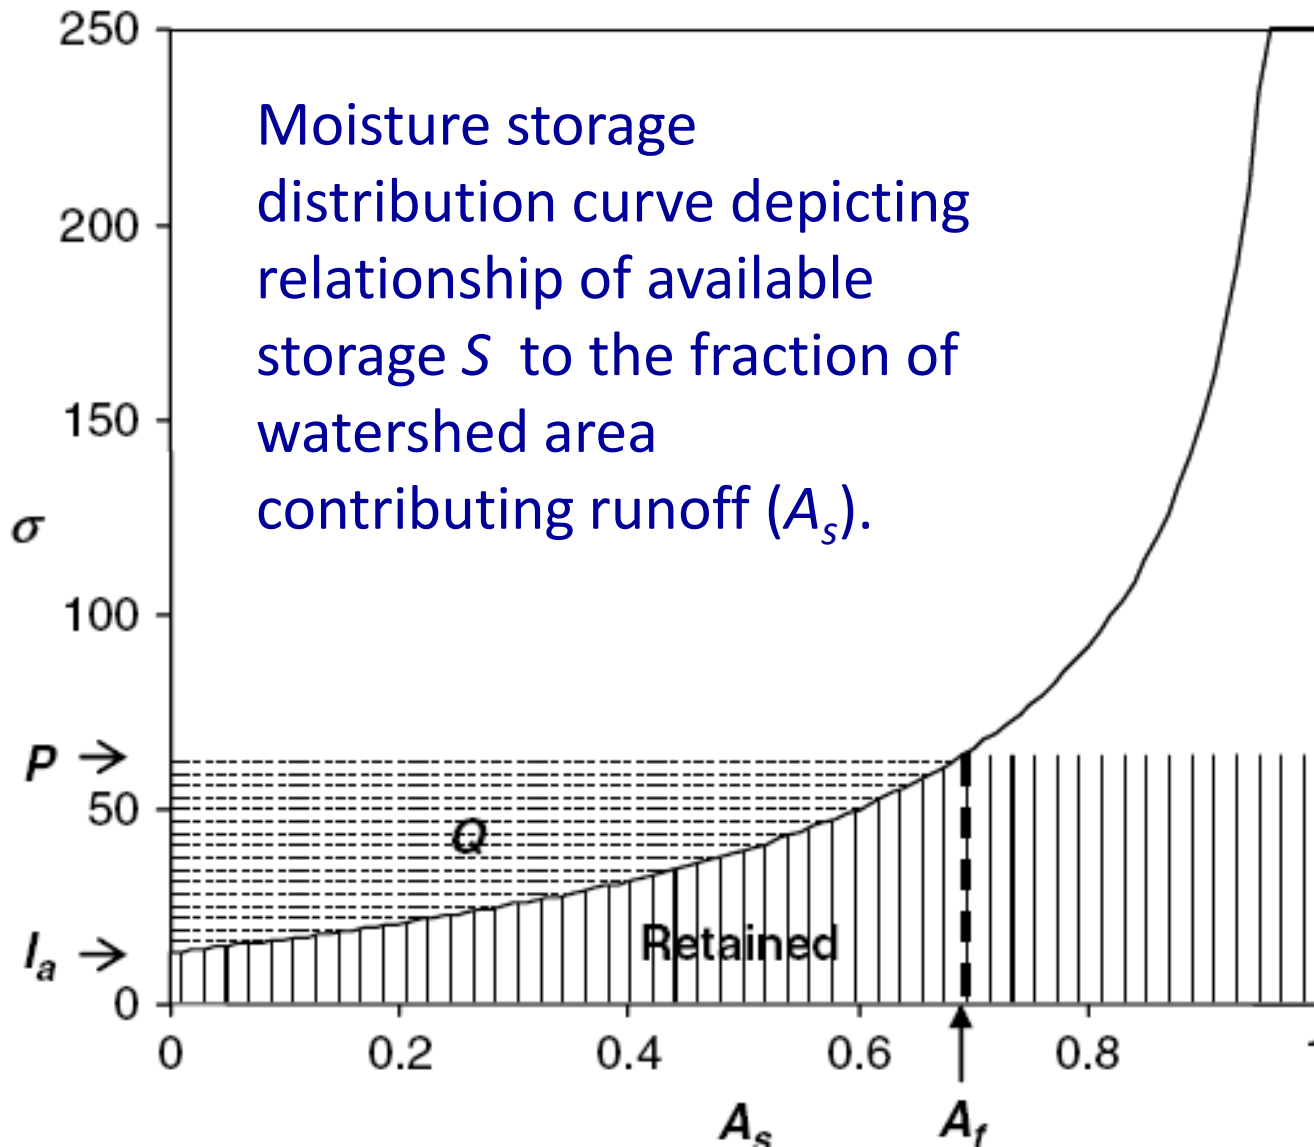 250
Moisture storage
distribution curve depicting
200
relationship of available
storage S to the fraction of
150
watershed area
contributing runoff (As).
σ
100
P →
50
Q
Retained
Ia →
0
0 0.2 0.4 0.6 0.8
As Af